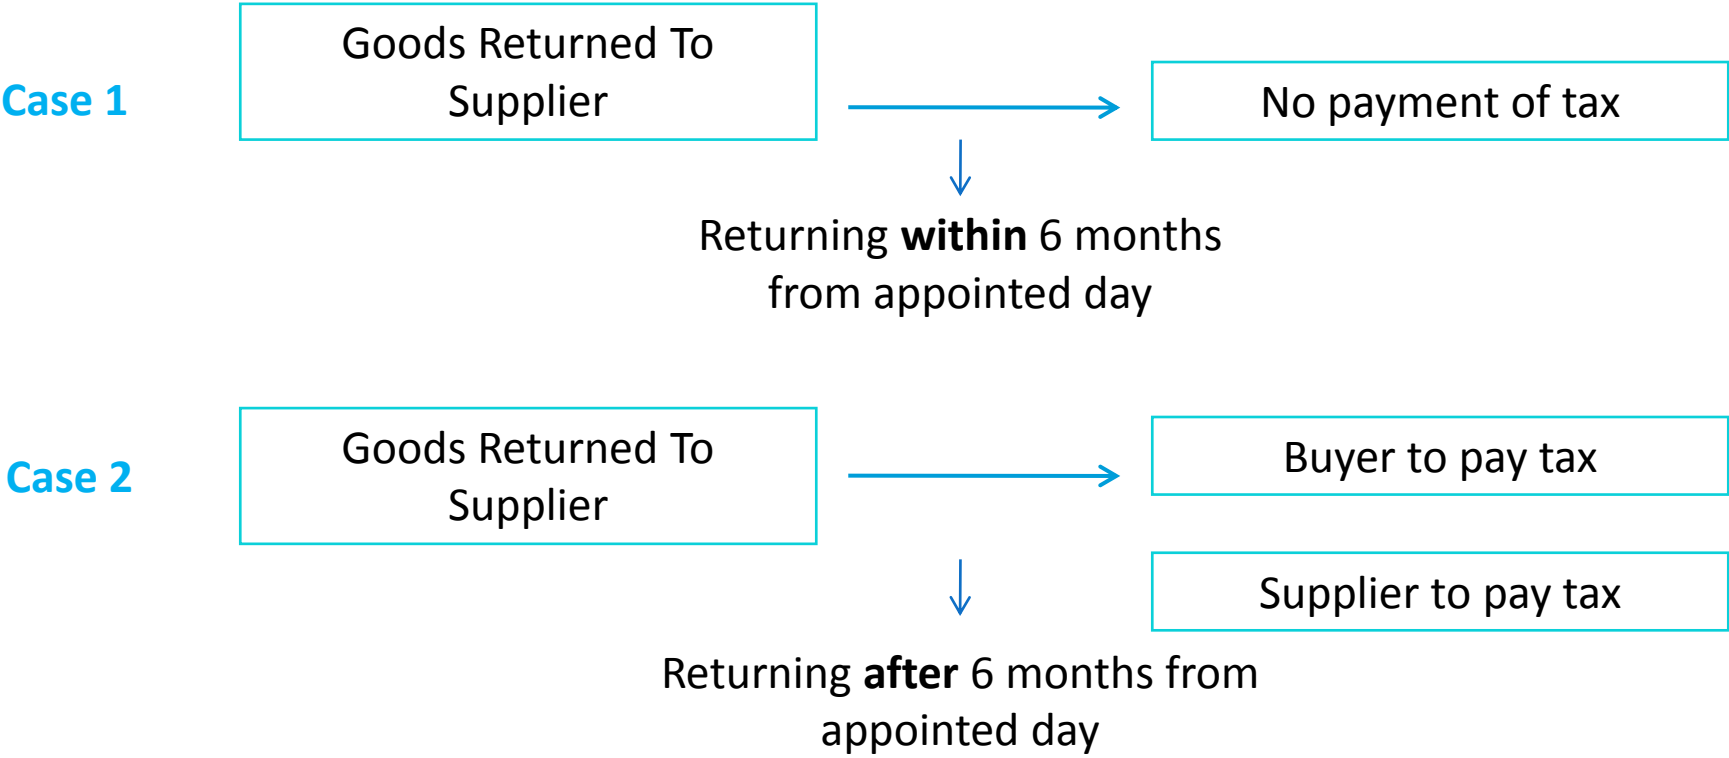 Case 1
Goods Returned To
Supplier
No payment of tax
Returning within 6 months
from appointed day
Case 2
Goods Returned To
Supplier
Buyer to pay tax
Supplier to pay tax
Returning after 6 months from
appointed day